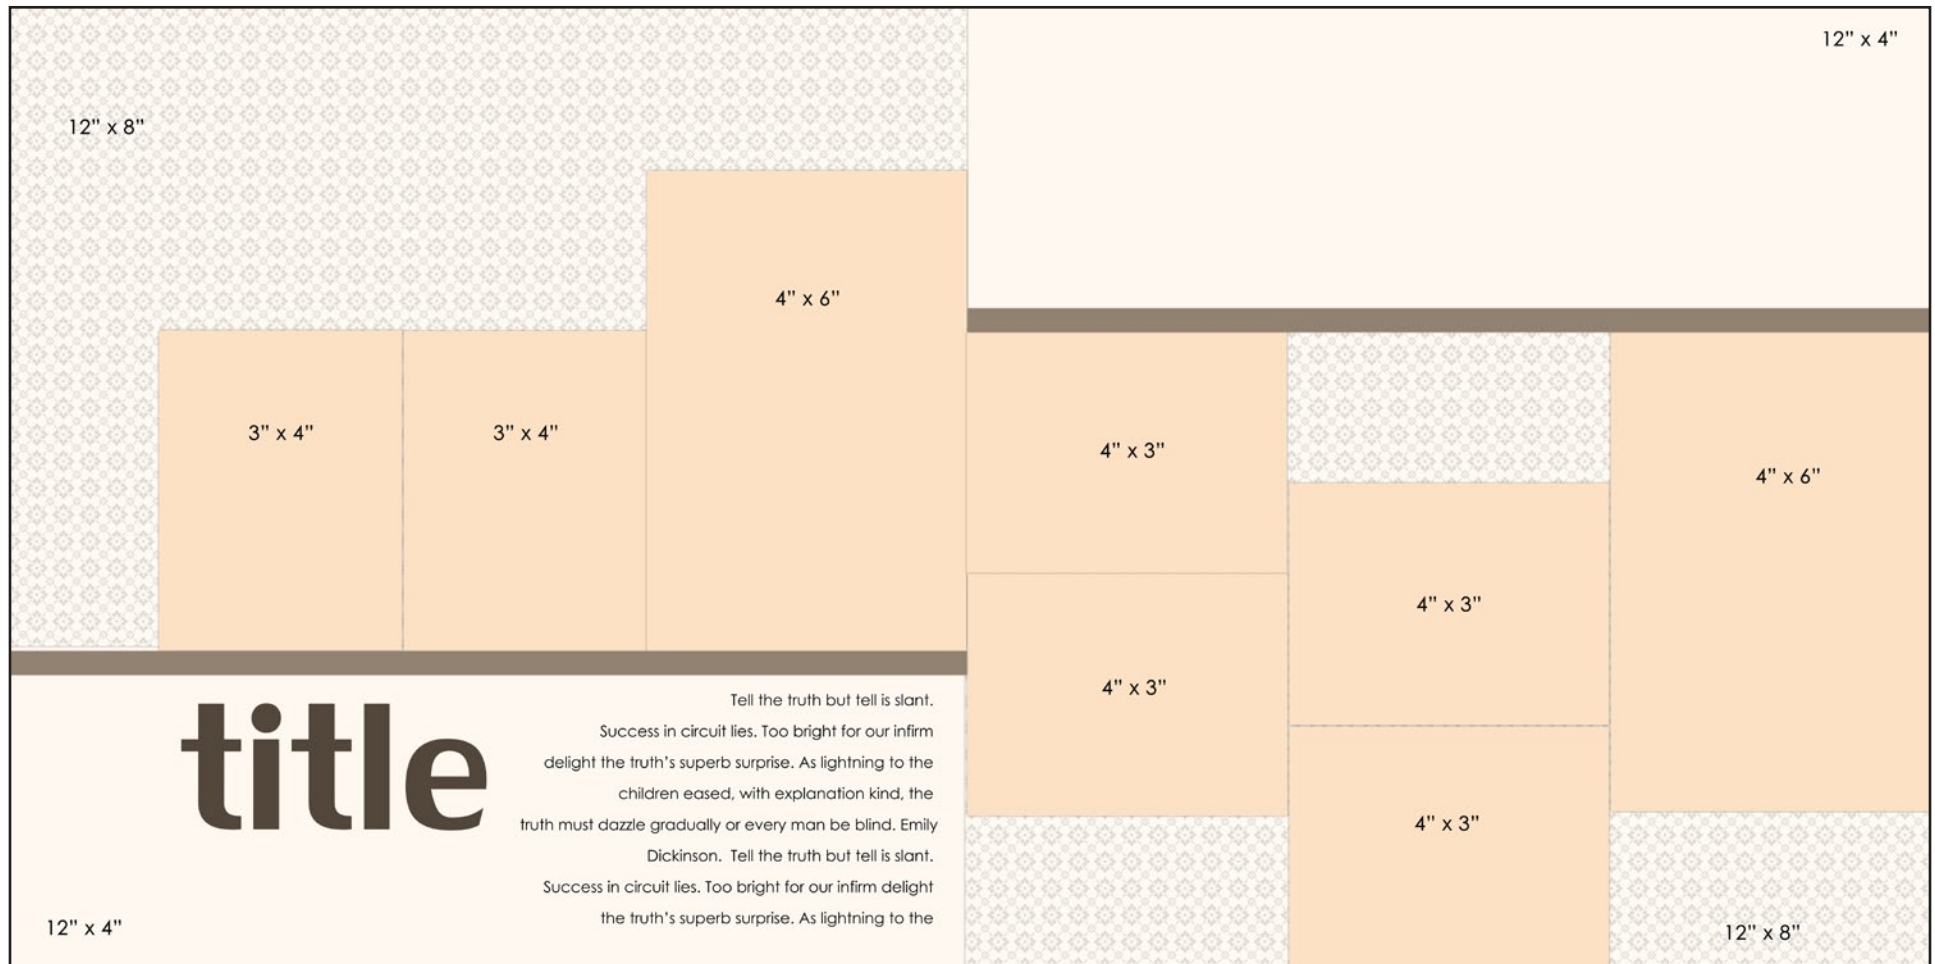 12” x 8”
4” x 6”
3” x 4”
3” x 4”
title
Tell the truth but tell is slant.
Success in circuit lies. Too bright for our infirm
delight the truth’s superb surprise. As lightning to the
children eased, with explanation kind, the
truth must dazzle gradually or every man be blind. Emily
Dickinson.  Tell the truth but tell is slant.
Success in circuit lies. Too bright for our infirm delight
the truth’s superb surprise. As lightning to the
12” x 4”
12” x 4”
4” x 3”
4” x 6”
4” x 3”
4” x 3”
4” x 3”
12” x 8”